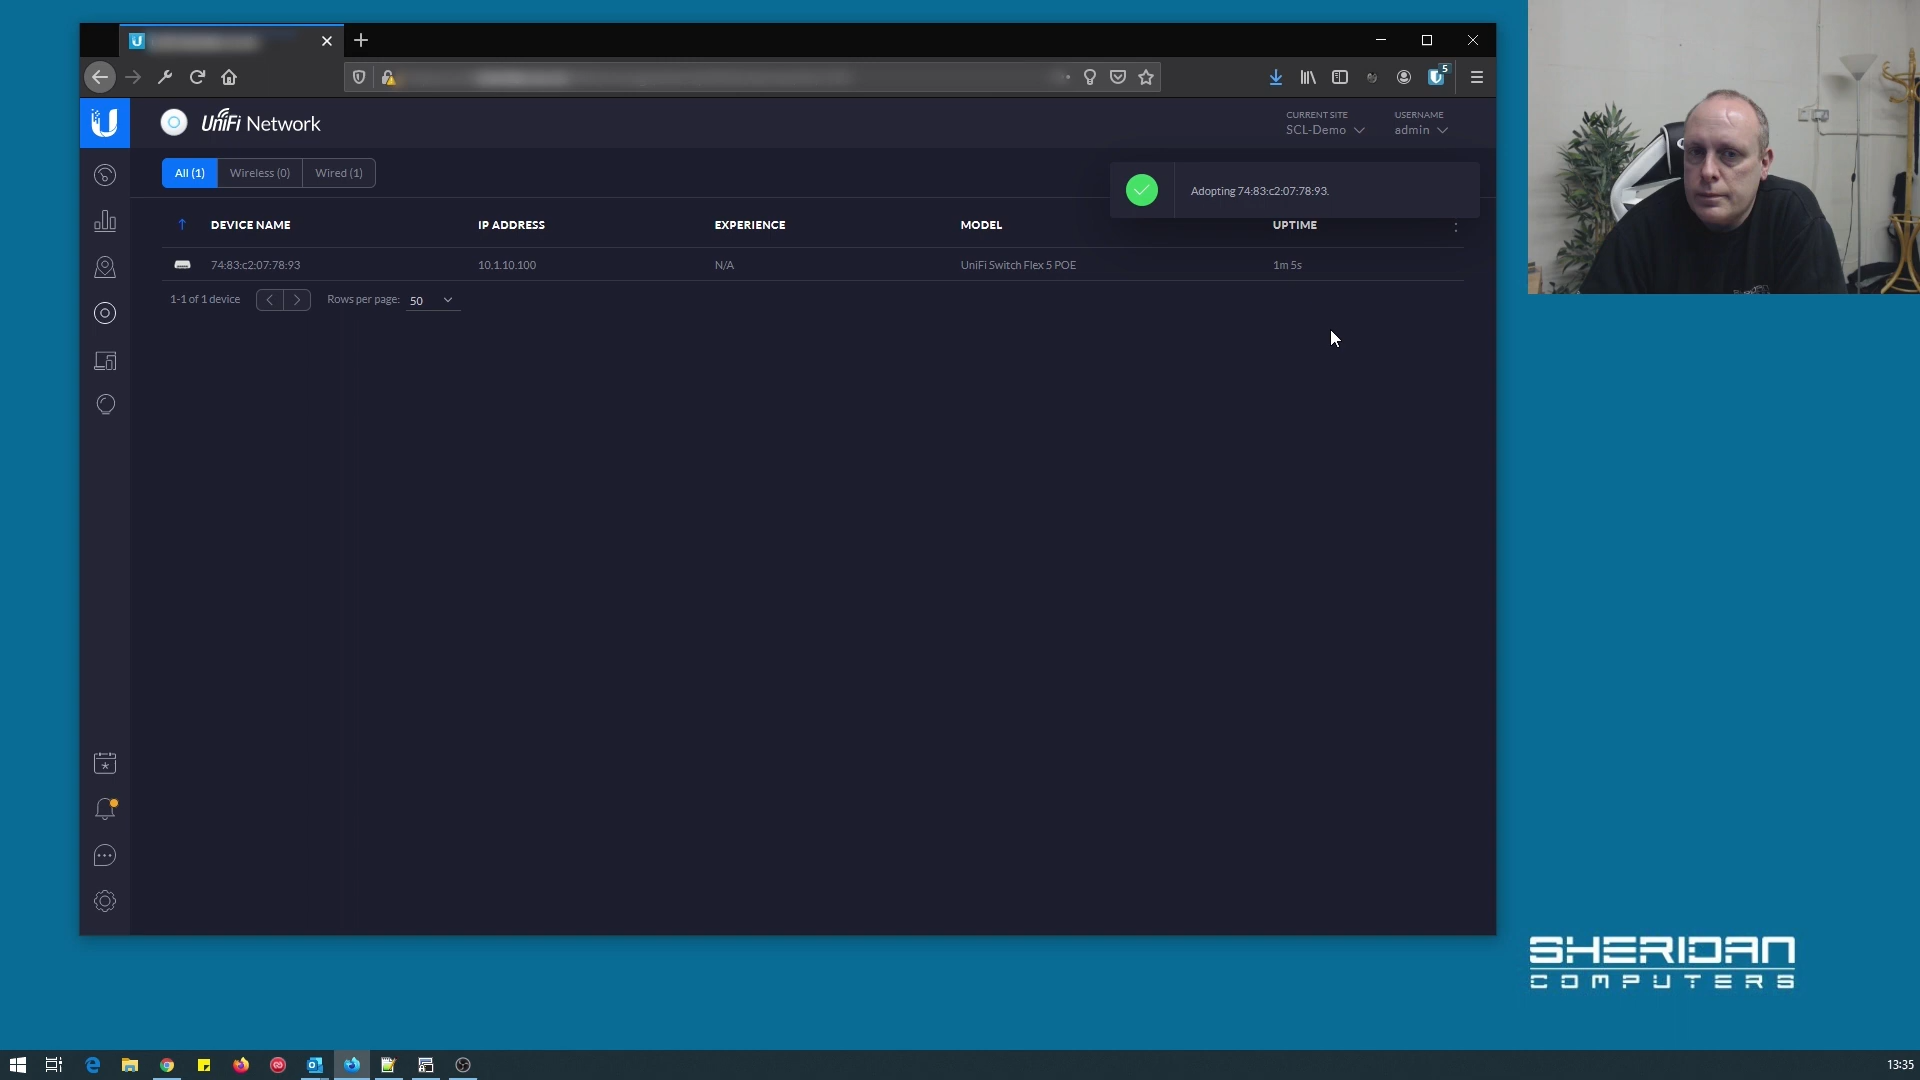 5
UniFi Network
CURRENT SITE
SCL-Demo
USERNAME
admin
All (1)
Wireless (0)
Wired (1)
Adopting 74:83:c2:07:78:93.
DEVICE NAME
IP ADDRESS
EXPERIENCE
MODEL
UPTIME
74:83:c2:07:78:93
10.1.10.100
N/A
UniFi Switch Flex 5 POE
1m 5s
1-1 of 1 device
Rows per page:
50
SHERIDAN
COMPUTERS
13:35